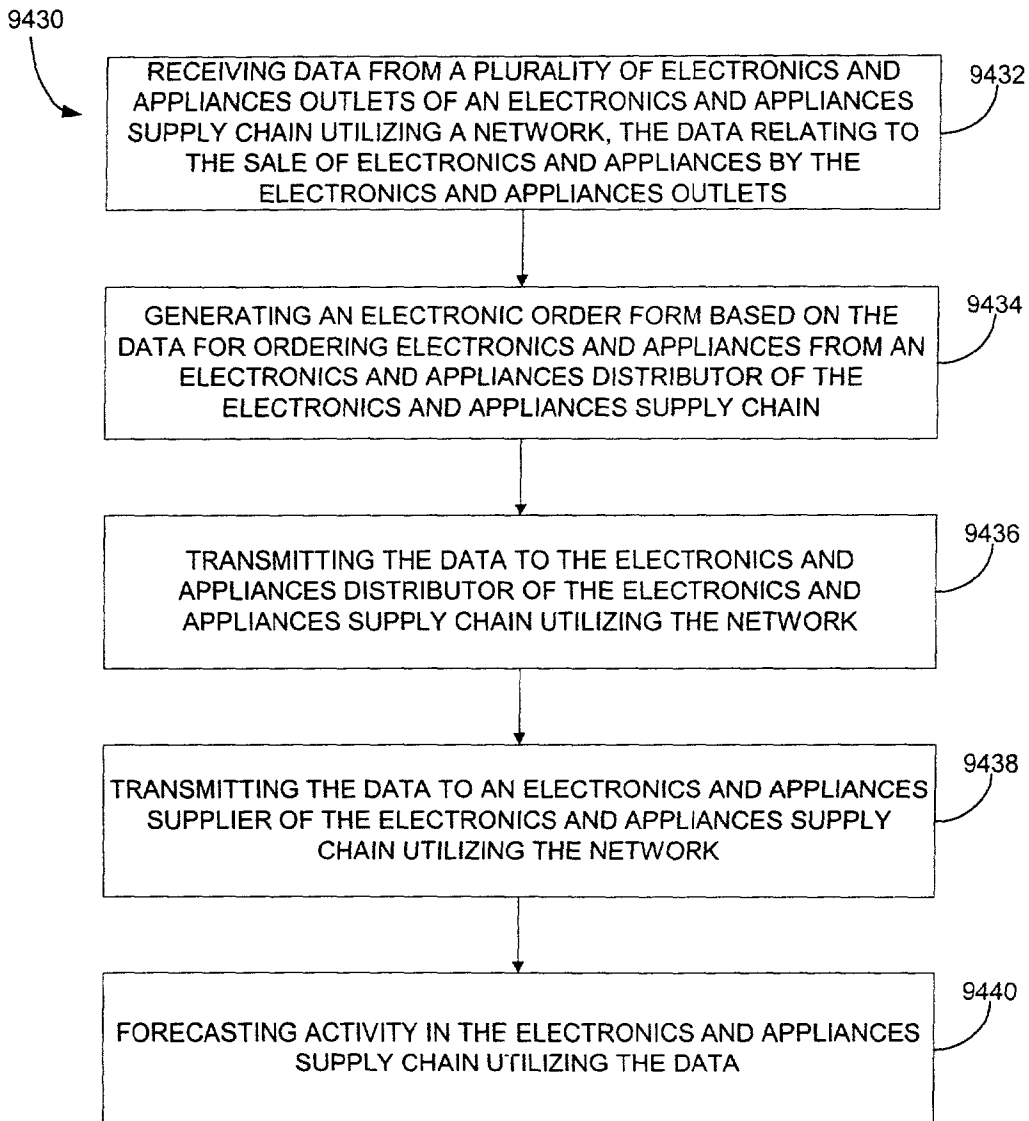 9430
RECEIVING DATA FROM A PLURALITY OF ELECTRONICS AND
APPLIANCES OUTLETS OF AN ELECTRONICS AND APPLIANCES
SUPPLY CHAIN UTILIZING A NETWORK, THE DATA RELATING TO
THE SALE OF ELECTRONICS AND APPLIANCES BY THE
ELECTRONICS AND APPLIANCES OUTLETS
9432
GENERATING AN ELECTRONIC ORDER FORM BASED ON THE
DATA FOR ORDERING ELECTRONICS AND APPLIANCES FROM AN
ELECTRONICS AND APPLIANCES DISTRIBUTOR OF THE
ELECTRONICS AND APPLIANCES SUPPLY CHAIN
9434
TRANSMITTING THE DATA TO THE ELECTRONICS AND
APPLIANCES DISTRIBUTOR OF THE ELECTRONICS AND
APPLIANCES SUPPLY CHAIN UTILIZING THE NETWORK
9436
TRANSMITTING THE DATA TO AN ELECTRONICS AND APPLIANCES
SUPPLIER OF THE ELECTRONICS AND APPLIANCES SUPPLY
CHAIN UTILIZING THE NETWORK
9438
FORECASTING ACTIVITY IN THE ELECTRONICS AND APPLIANCES
SUPPLY CHAIN UTILIZING THE DATA
9440